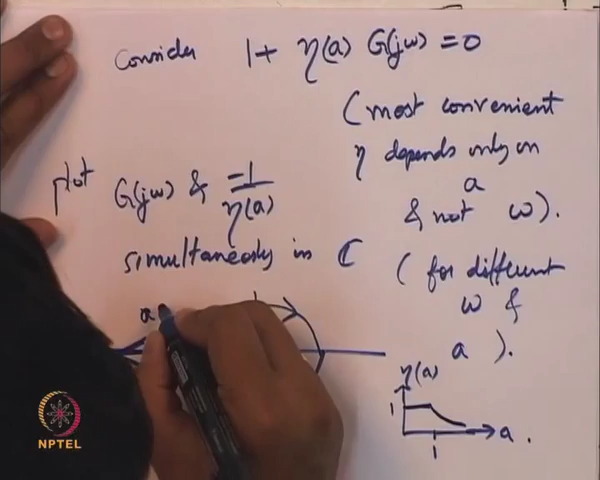 Consider 1+ η(a) G(jω) = 0
(most convenient
η depends only on
a
& not ω).
plot G(jω) & -1/η(a)
simultaneously in ℂ
(for different
ω &
a).
a
η(a)
1
a.
1
NPTEL